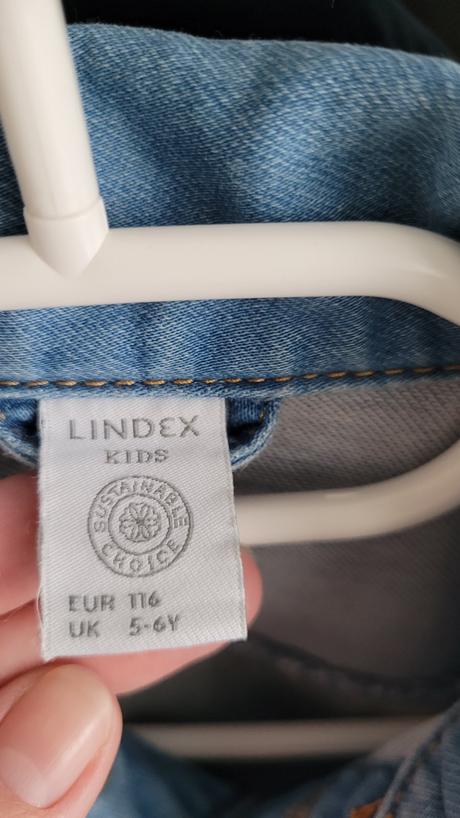 LINDEX
KIDS
SUSTAINABLE
CHOICE
EUR 116
UK 5-6Y